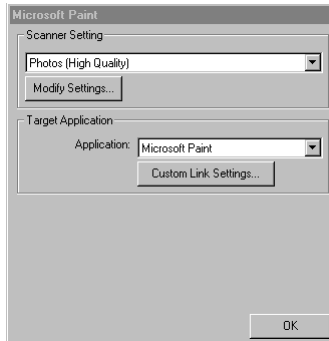 Microsoft Paint
Scanner Setting
Photos (High Quality)
Modify Settings...
Target Application
Application: Microsoft Paint
Custom Link Settings...
OK